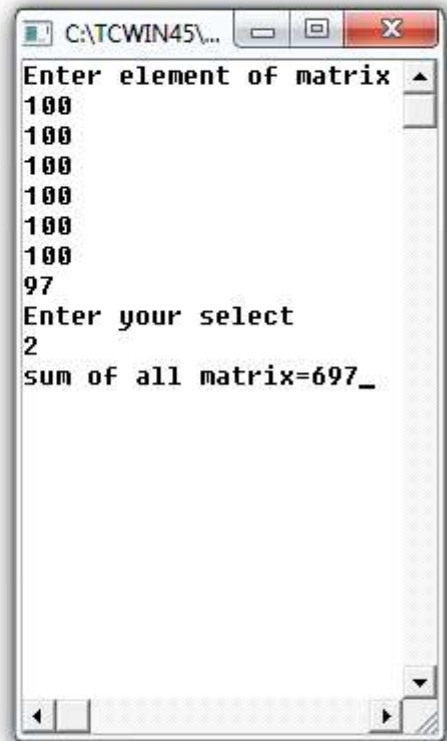 C:\TCWIN45\...
Enter element of matrix
100
100
100
100
100
100
97
Enter your select
2
sum of all matrix=697_